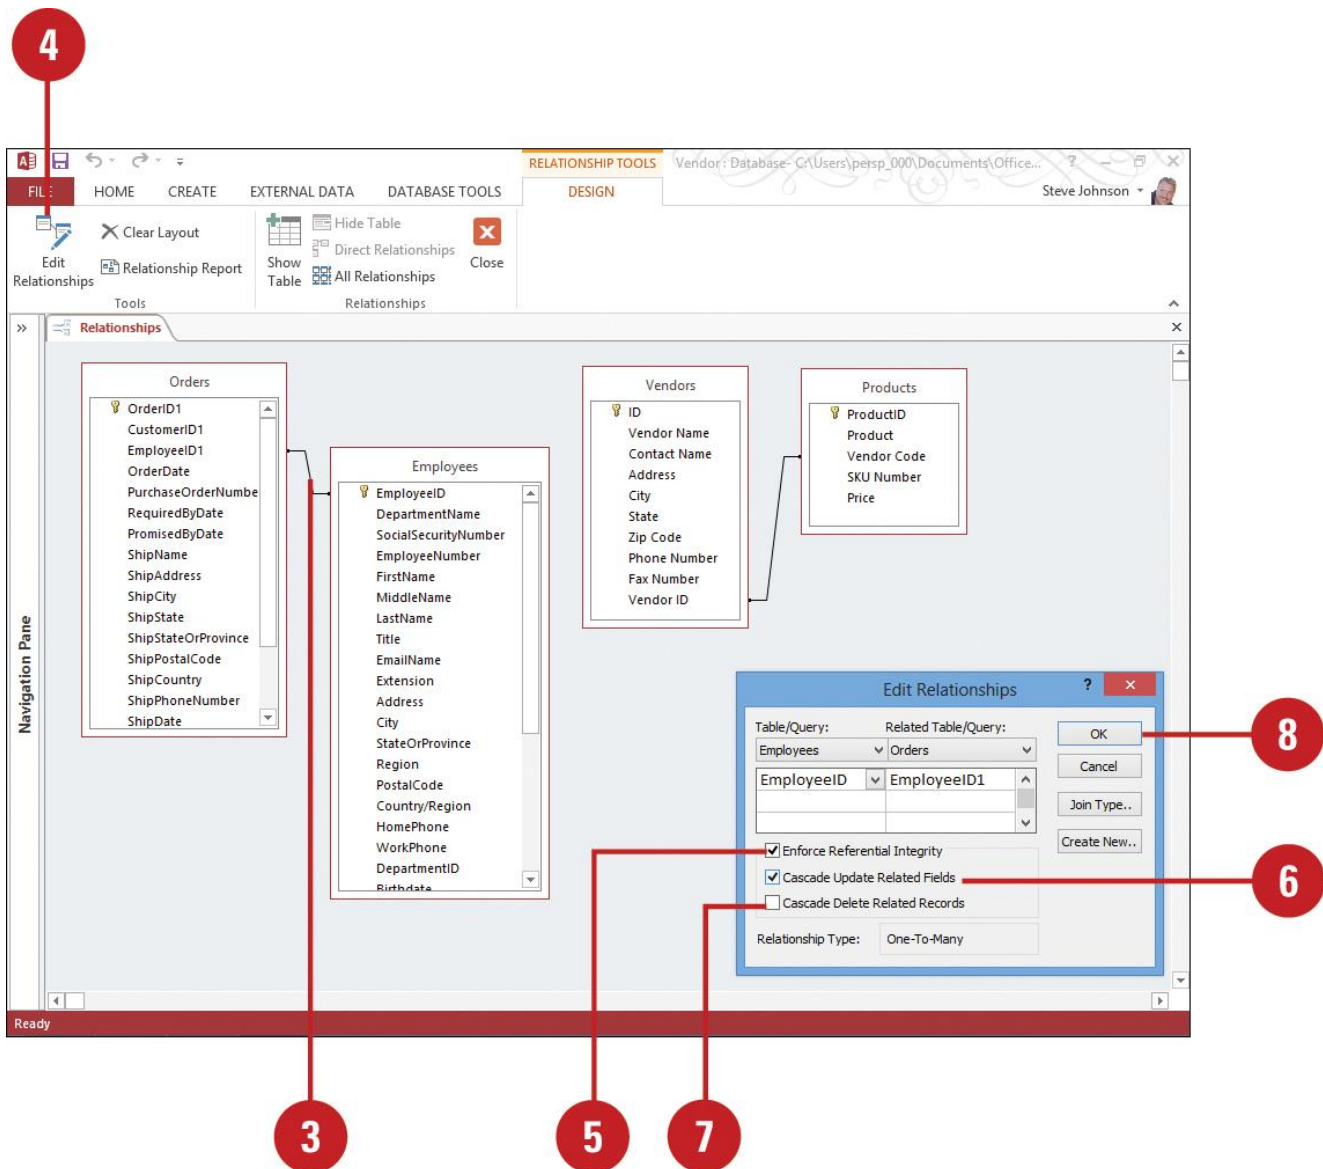 4
RELATIONSHIP TOOLS
Vendor : Database- C:\Users\persp_000\Documents\Office...
?
FILE
HOME
CREATE
EXTERNAL DATA
DATABASE TOOLS
DESIGN
Steve Johnson
Edit
Relationships
Clear Layout
Relationship Report
Tools
Show
Table
Hide Table
Direct Relationships
All Relationships
Close
Relationships
Relationships
Navigation Pane
Orders
OrderID1
CustomerID1
EmployeeID1
OrderDate
PurchaseOrderNumbe
RequiredByDate
PromisedByDate
ShipName
ShipAddress
ShipCity
ShipState
ShipStateOrProvince
ShipPostalCode
ShipCountry
ShipPhoneNumber
ShipDate
Employees
EmployeeID
DepartmentName
SocialSecurityNumber
EmployeeNumber
FirstName
MiddleName
LastName
Title
EmailName
Extension
Address
City
StateOrProvince
Region
PostalCode
Country/Region
HomePhone
WorkPhone
DepartmentID
Birthdate
Vendors
ID
Vendor Name
Contact Name
Address
City
State
Zip Code
Phone Number
Fax Number
Vendor ID
Products
ProductID
Product
Vendor Code
SKU Number
Price
Edit Relationships
?
Table/Query:
Related Table/Query:
Employees
Orders
EmployeeID
EmployeeID1
Enforce Referential Integrity
Cascade Update Related Fields
Cascade Delete Related Records
Relationship Type:
One-To-Many
OK
Cancel
Join Type..
Create New..
8
6
Ready
3
5
7